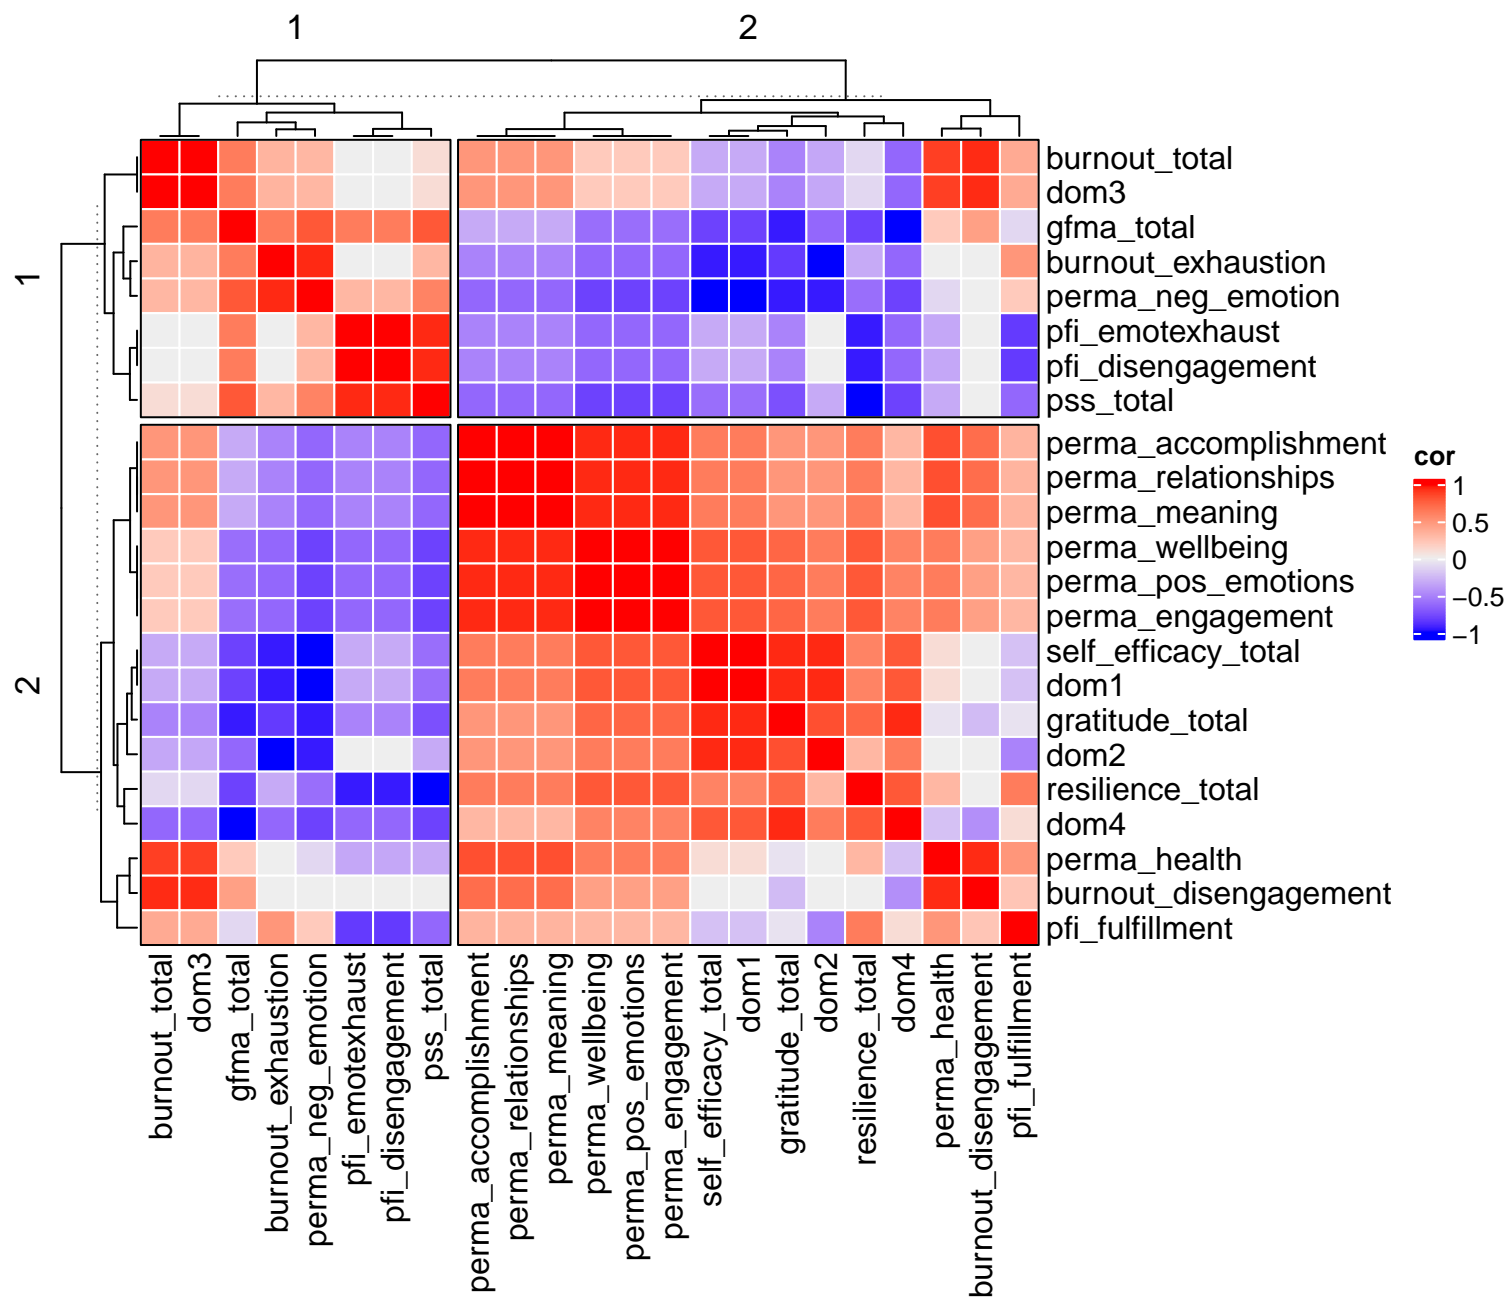 1
2
1
2
burnout_total
dom3
gfma_total
burnout_exhaustion
perma_neg_emotion
pfi_emotexhaust
pfi_disengagement
pss_total
perma_accomplishment
perma_relationships
perma_meaning
perma_wellbeing
perma_pos_emotions
perma_engagement
self_efficacy_total
dom1
gratitude_total
dom2
resilience_total
dom4
perma_health
burnout_disengagement
pfi_fulfillment
cor
1
0.5
0
−0.5
−1
burnout_total
dom3
gfma_total
burnout_exhaustion
perma_neg_emotion
pfi_emotexhaust
pfi_disengagement
pss_total
perma_accomplishment
perma_relationships
perma_meaning
perma_wellbeing
perma_pos_emotions
perma_engagement
self_efficacy_total
dom1
gratitude_total
dom2
resilience_total
dom4
perma_health
burnout_disengagement
pfi_fulfillment